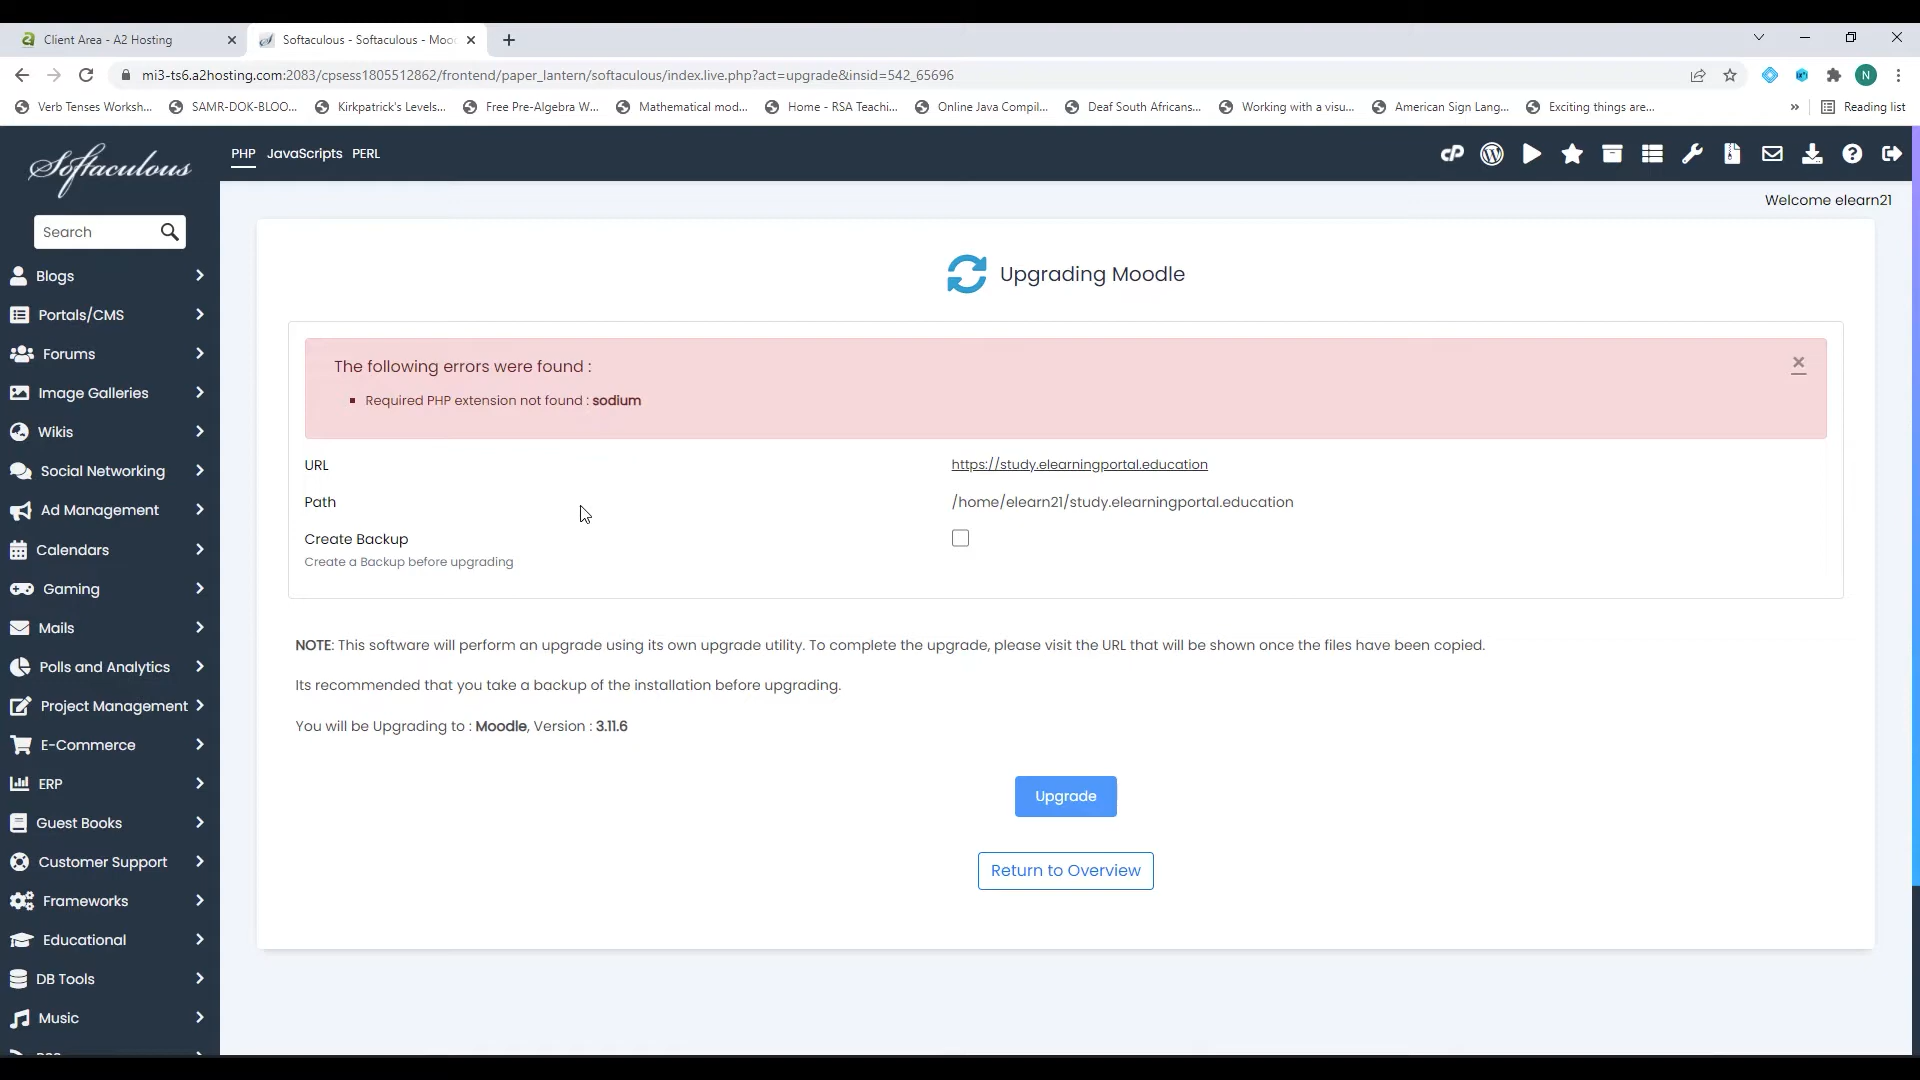 Client Area - A2 Hosting
Softaculous - Softaculous - Moo
mi3-ts6.a2hosting.com:2083/cpsess1805512862/frontend/paper_lantern/softaculous/index.live.php?act=upgrade&insid=542_65696
N
Verb Tenses Worksh...
SAMR-DOK-BLOO...
Kirkpatrick's Levels...
Free Pre-Algebra W...
Mathematical mod...
Home - RSA Teachi...
Online Java Compil...
Deaf South Africans...
Working with a visu...
American Sign Lang...
Exciting things are...
»
Reading list
Softaculous
PHP
JavaScripts
PERL
Welcome elearn21
Search
Blogs
Portals/CMS
Forums
Image Galleries
Wikis
Social Networking
Ad Management
Calendars
Gaming
Mails
Polls and Analytics
Project Management
E-Commerce
ERP
Guest Books
Customer Support
Frameworks
Educational
DB Tools
Music
Upgrading Moodle
The following errors were found :
Required PHP extension not found : sodium
URL
https://study.elearningportal.education
Path
/home/elearn21/study.elearningportal.education
Create Backup
Create a Backup before upgrading
NOTE: This software will perform an upgrade using its own upgrade utility. To complete the upgrade, please visit the URL that will be shown once the files have been copied.
Its recommended that you take a backup of the installation before upgrading.
You will be Upgrading to : Moodle, Version : 3.11.6
Upgrade
Return to Overview